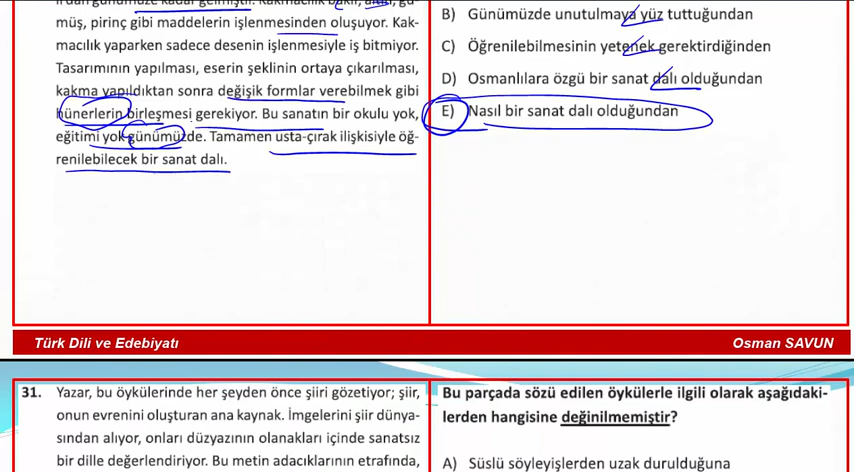 müş, pirinç gibi maddelerin işlenmesinden oluşuyor. Kak-
macılık yaparken sadece desenin işlenmesiyle iş bitmiyor.
Tasarımının yapılması, eserin şeklinin ortaya çıkarılması,
kakma yapıldıktan sonra değişik formlar verebilmek gibi
hünerlerin birleşmesi gerekiyor. Bu sanatın bir okulu yok,
eğitimi yok günümüzde. Tamamen usta-çırak ilişkisiyle öğ-
renilebilecek bir sanat dalı.
B) Günümüzde unutulmaya yüz tuttuğundan
C) Öğrenilebilmesinin yetenek gerektirdiğinden
D) Osmanlılara özgü bir sanat dalı olduğundan
E) Nasıl bir sanat dalı olduğundan
Türk Dili ve Edebiyatı
Osman SAVUN
31. Yazar, bu öykülerinde her şeyden önce şiiri gözetiyor; şiir,
onun evrenini oluşturan ana kaynak. İmgelerini şiir dünya-
sından alıyor, onları düzyazının olanakları içinde sanatsız
bir dille değerlendiriyor. Bu metin adacıklarının etrafında,
Bu parçada sözü edilen öykülerle ilgili olarak aşağıdaki-
lerden hangisine değinilmemiştir?
A) Süslü söyleyişlerden uzak durulduğuna